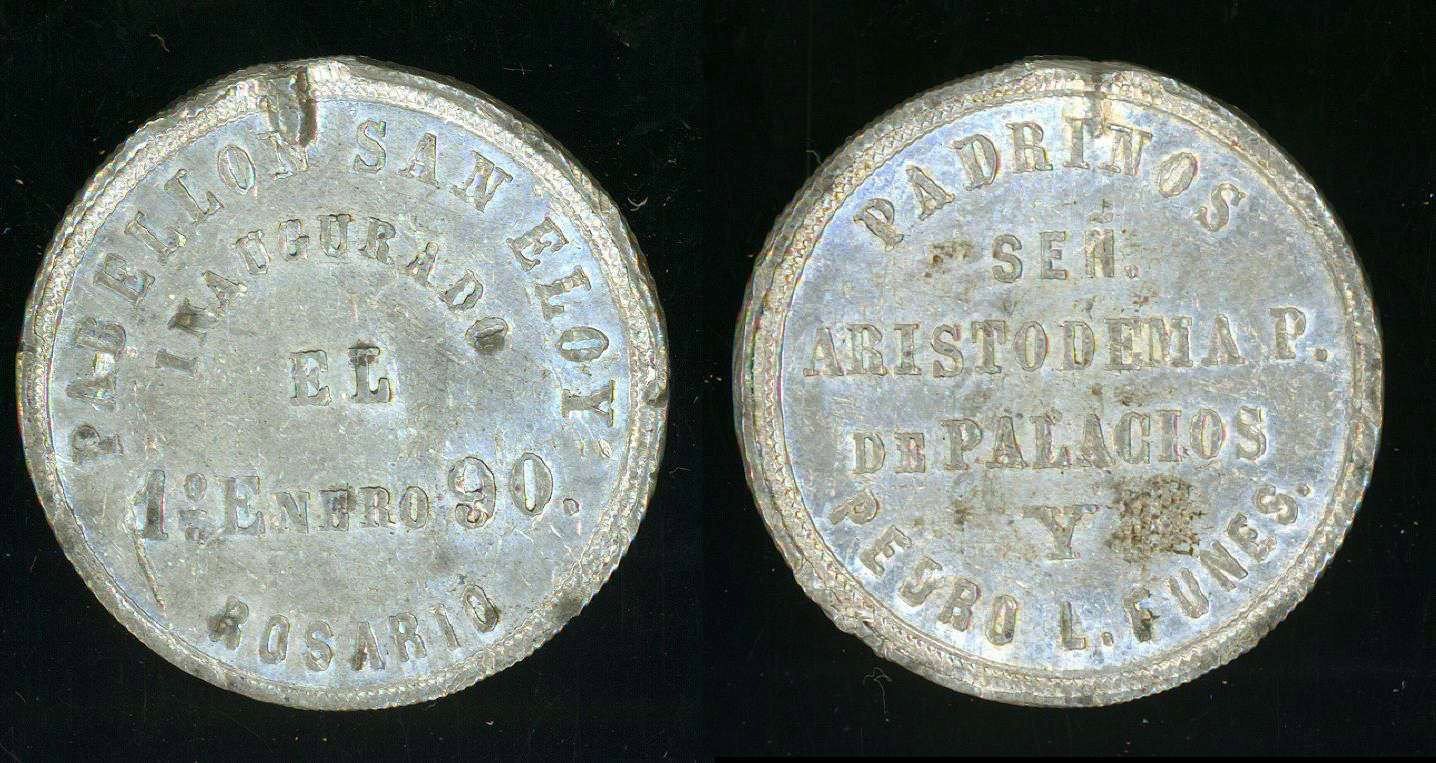 PABELLON SAN ELOY"
INAUGURADO
EL
1º ENERO 90.
ROSARIO
PADRINOS
SEÑ.
ARISTODEMA P.
DE PALACIOS
Y
PEDRO L. FUNES.